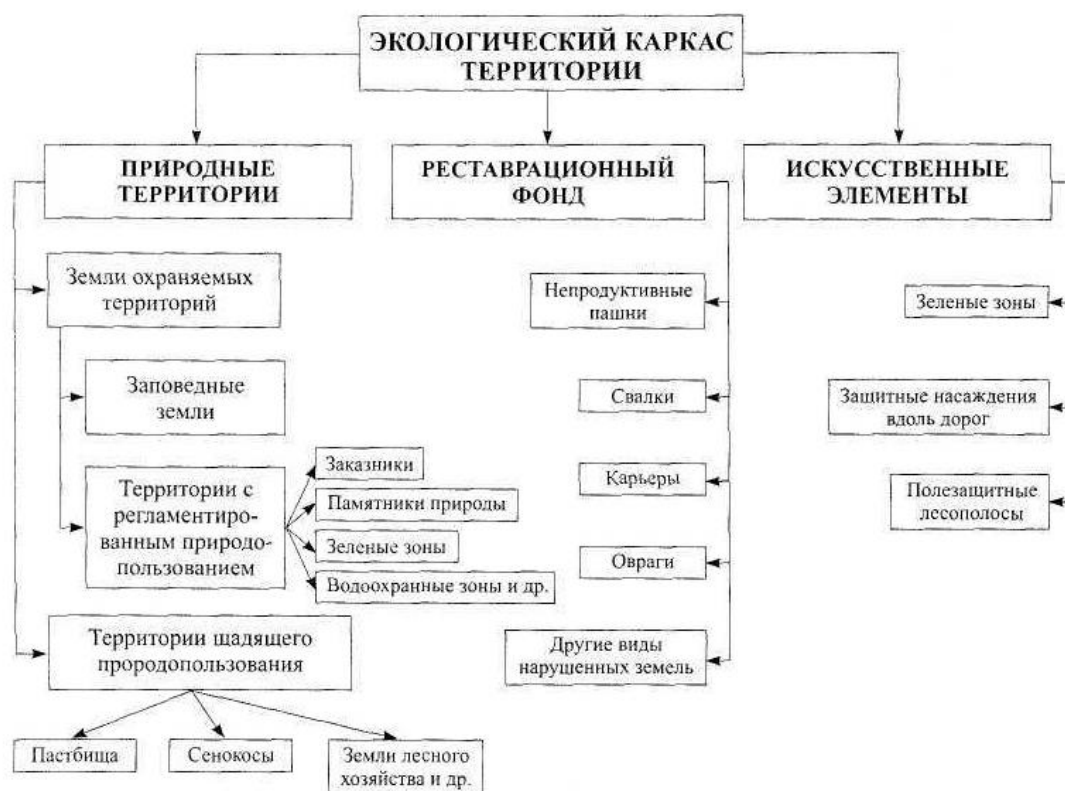 ЭКОЛОГИЧЕСКИЙ КАРКАС
ТЕРРИТОРИИ
ПРИРОДНЫЕ
ТЕРРИТОРИИ
РЕСТАВРАЦИОННЫЙ
ФОНД
ИСКУССТВЕННЫЕ
ЭЛЕМЕНТЫ
Земли охраняемых
территорий
Заповедные
земли
Территории с
регламентиро-
ванным природо-
пользованием
Заказники
Памятники природы
Зеленые зоны
Водоохранные зоны и др.
Территории щадящего
прородопользования
Пастбища
Сенокосы
Земли лесного
хозяйства и др.
Непродуктивные
пашни
Свалки
Карьеры
Овраги
Другие виды
нарушенных земель
Зеленые зоны
Защитные насаждения
вдоль дорог
Полезащитные
лесополосы